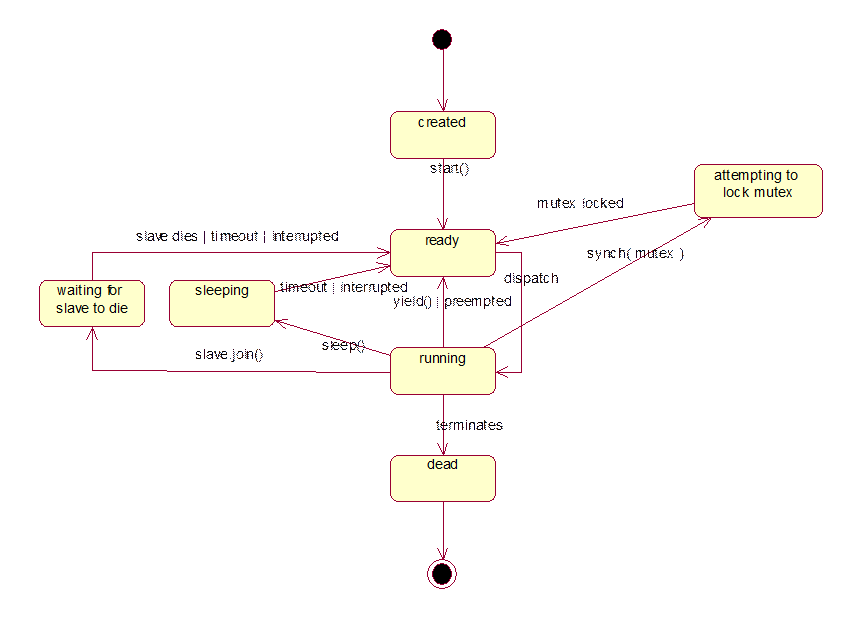 created
start()
attempting to
lock mutex
mutex locked
slave dies | timeout | interrupted
ready
synch( mutex )
dispatch
waiting for
slave to die
sleeping
timeout | interrupted
yield() | preempted
sleep()
slave.join()
running
terminates
dead